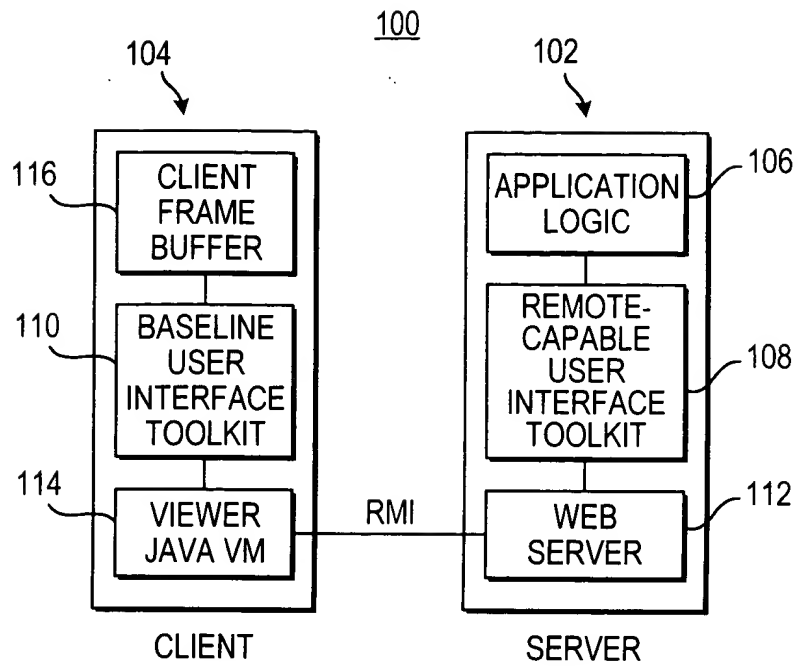 100
104
102
116
CLIENT
FRAME
BUFFER
APPLICATION
LOGIC
106
110
BASELINE
USER
INTERFACE
TOOLKIT
REMOTE-
CAPABLE
USER
INTERFACE
TOOLKIT
108
114
VIEWER
JAVA VM
RMI
WEB
SERVER
112
CLIENT
SERVER